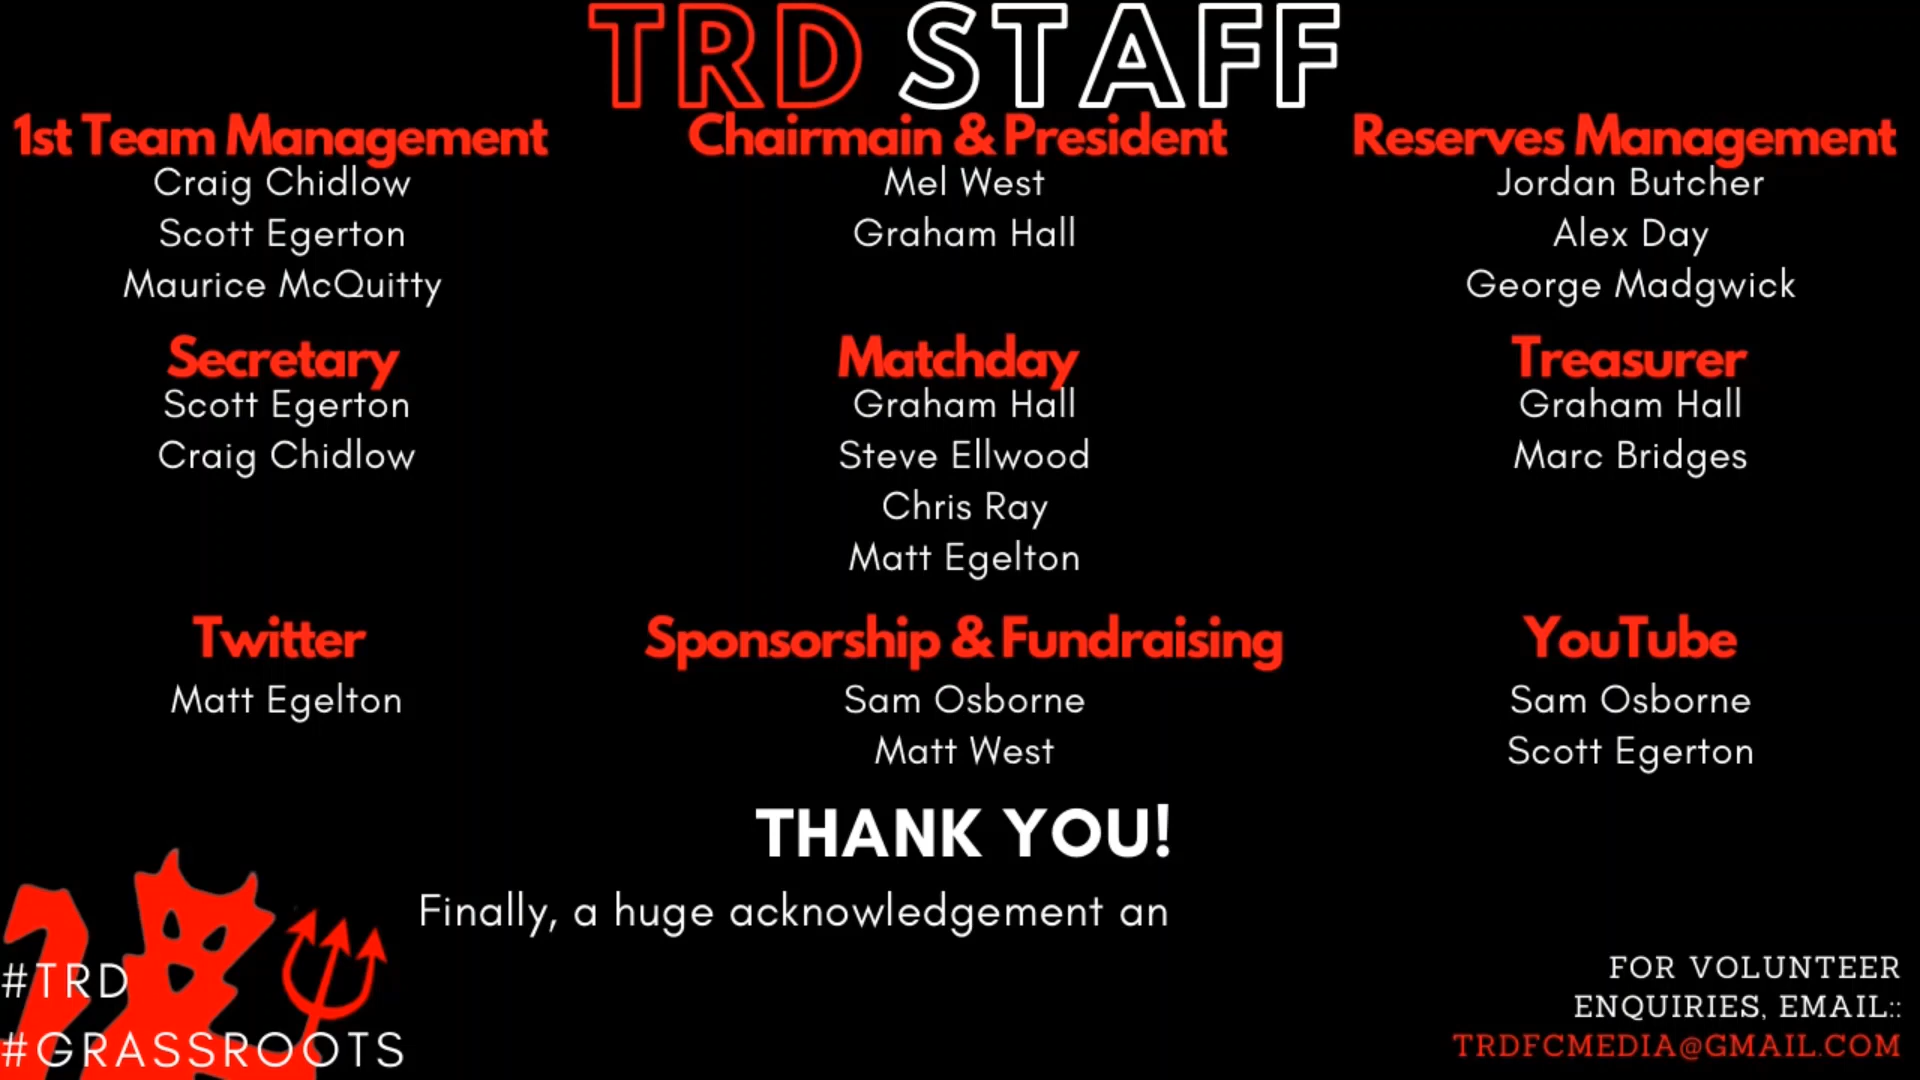 TRD STAFF
1st Team Management
Craig Chidlow
Scott Egerton
Maurice McQuitty
Chairmain & President
Mel West
Graham Hall
Reserves Management
Jordan Butcher
Alex Day
George Madgwick
Secretary
Scott Egerton
Craig Chidlow
Matchday
Graham Hall
Steve Ellwood
Chris Ray
Matt Egelton
Treasurer
Graham Hall
Marc Bridges
Twitter
Matt Egelton
Sponsorship & Fundraising
Sam Osborne
Matt West
YouTube
Sam Osborne
Scott Egerton
THANK YOU!
Finally, a huge acknowledgement an
#TRD
#GRASSROOTS
FOR VOLUNTEER
ENQUIRIES, EMAIL::
TRDFCMEDIA@GMAIL.COM